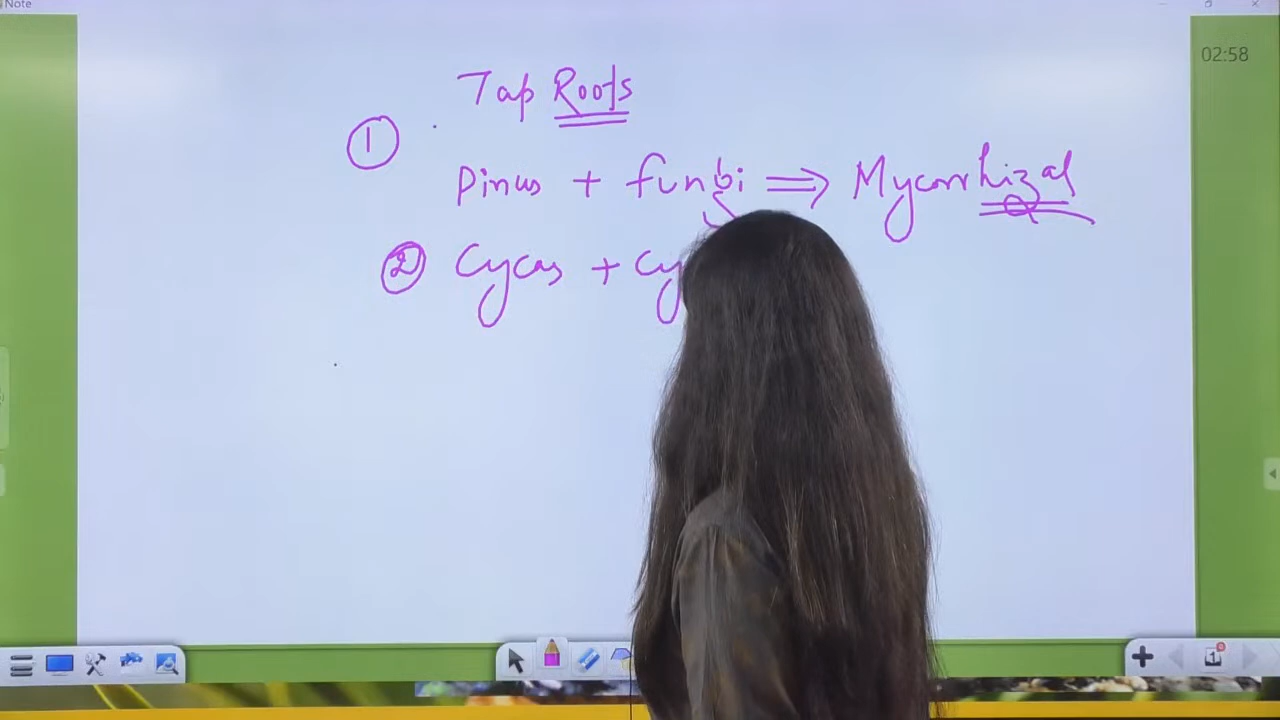 Note
02:58
Tap Roots
①
Pinus + fungi ⇒ Mycorrhizal
② Cycas + Cy